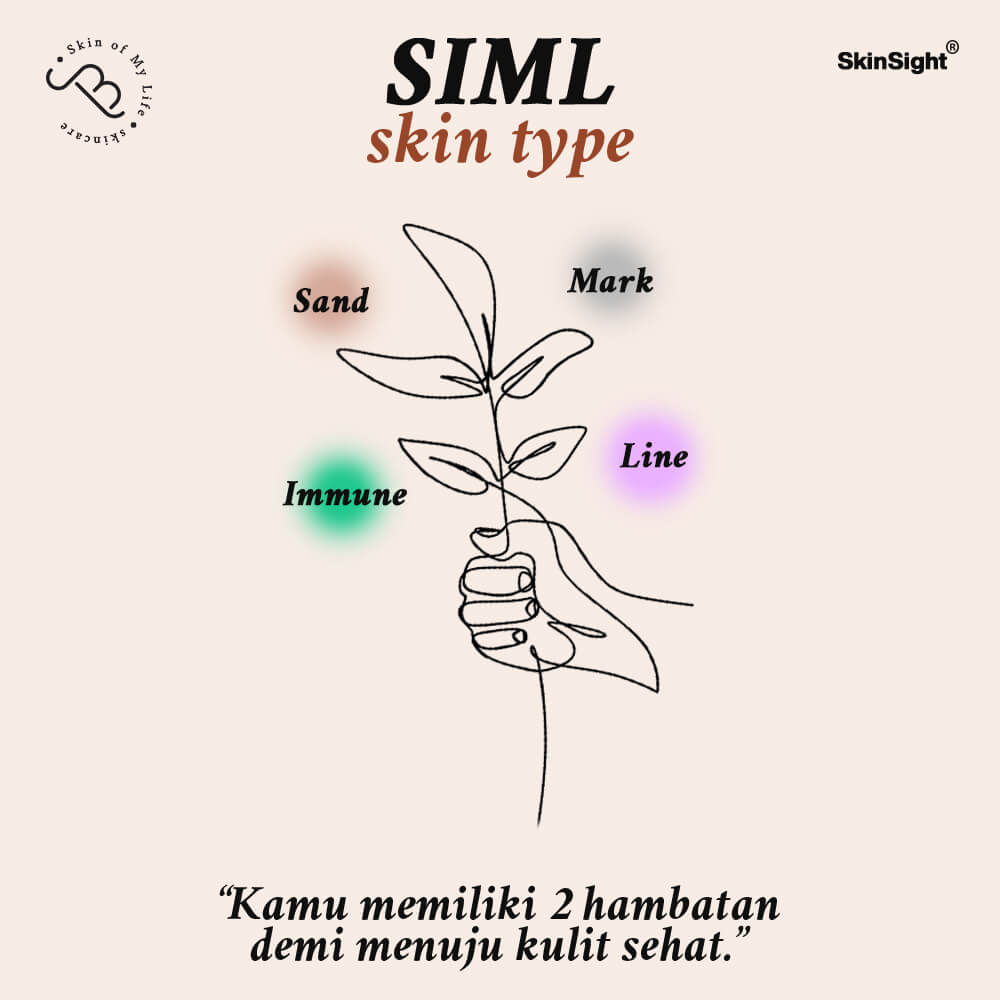 • Skin of My Life • skincare
SIML
skin type
SkinSight®
Sand
Mark
Immune
Line
“Kamu memiliki 2 hambatan
demi menuju kulit sehat.”